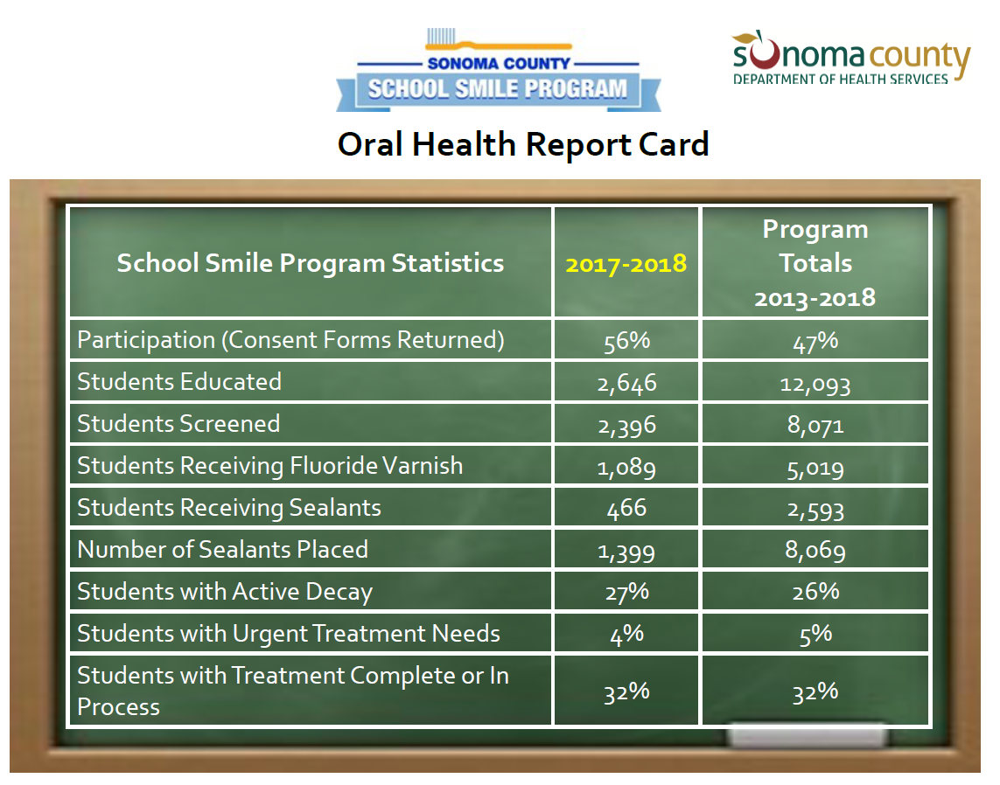 SONOMA COUNTY
SCHOOL SMILE PROGRAM
sonoma county
DEPARTMENT OF HEALTH SERVICES
Oral Health Report Card
School Smile Program Statistics
2017-2018
Program
Totals
2013-2018
Participation (Consent Forms Returned) 56% 47%
Students Educated 2,646 12,093
Students Screened 2,396 8,071
Students Receiving Fluoride Varnish 1,089 5,019
Students Receiving Sealants 466 2,593
Number of Sealants Placed 1,399 8,069
Students with Active Decay 27% 26%
Students with Urgent Treatment Needs 4% 5%
Students with Treatment Complete or In
Process
32% 32%